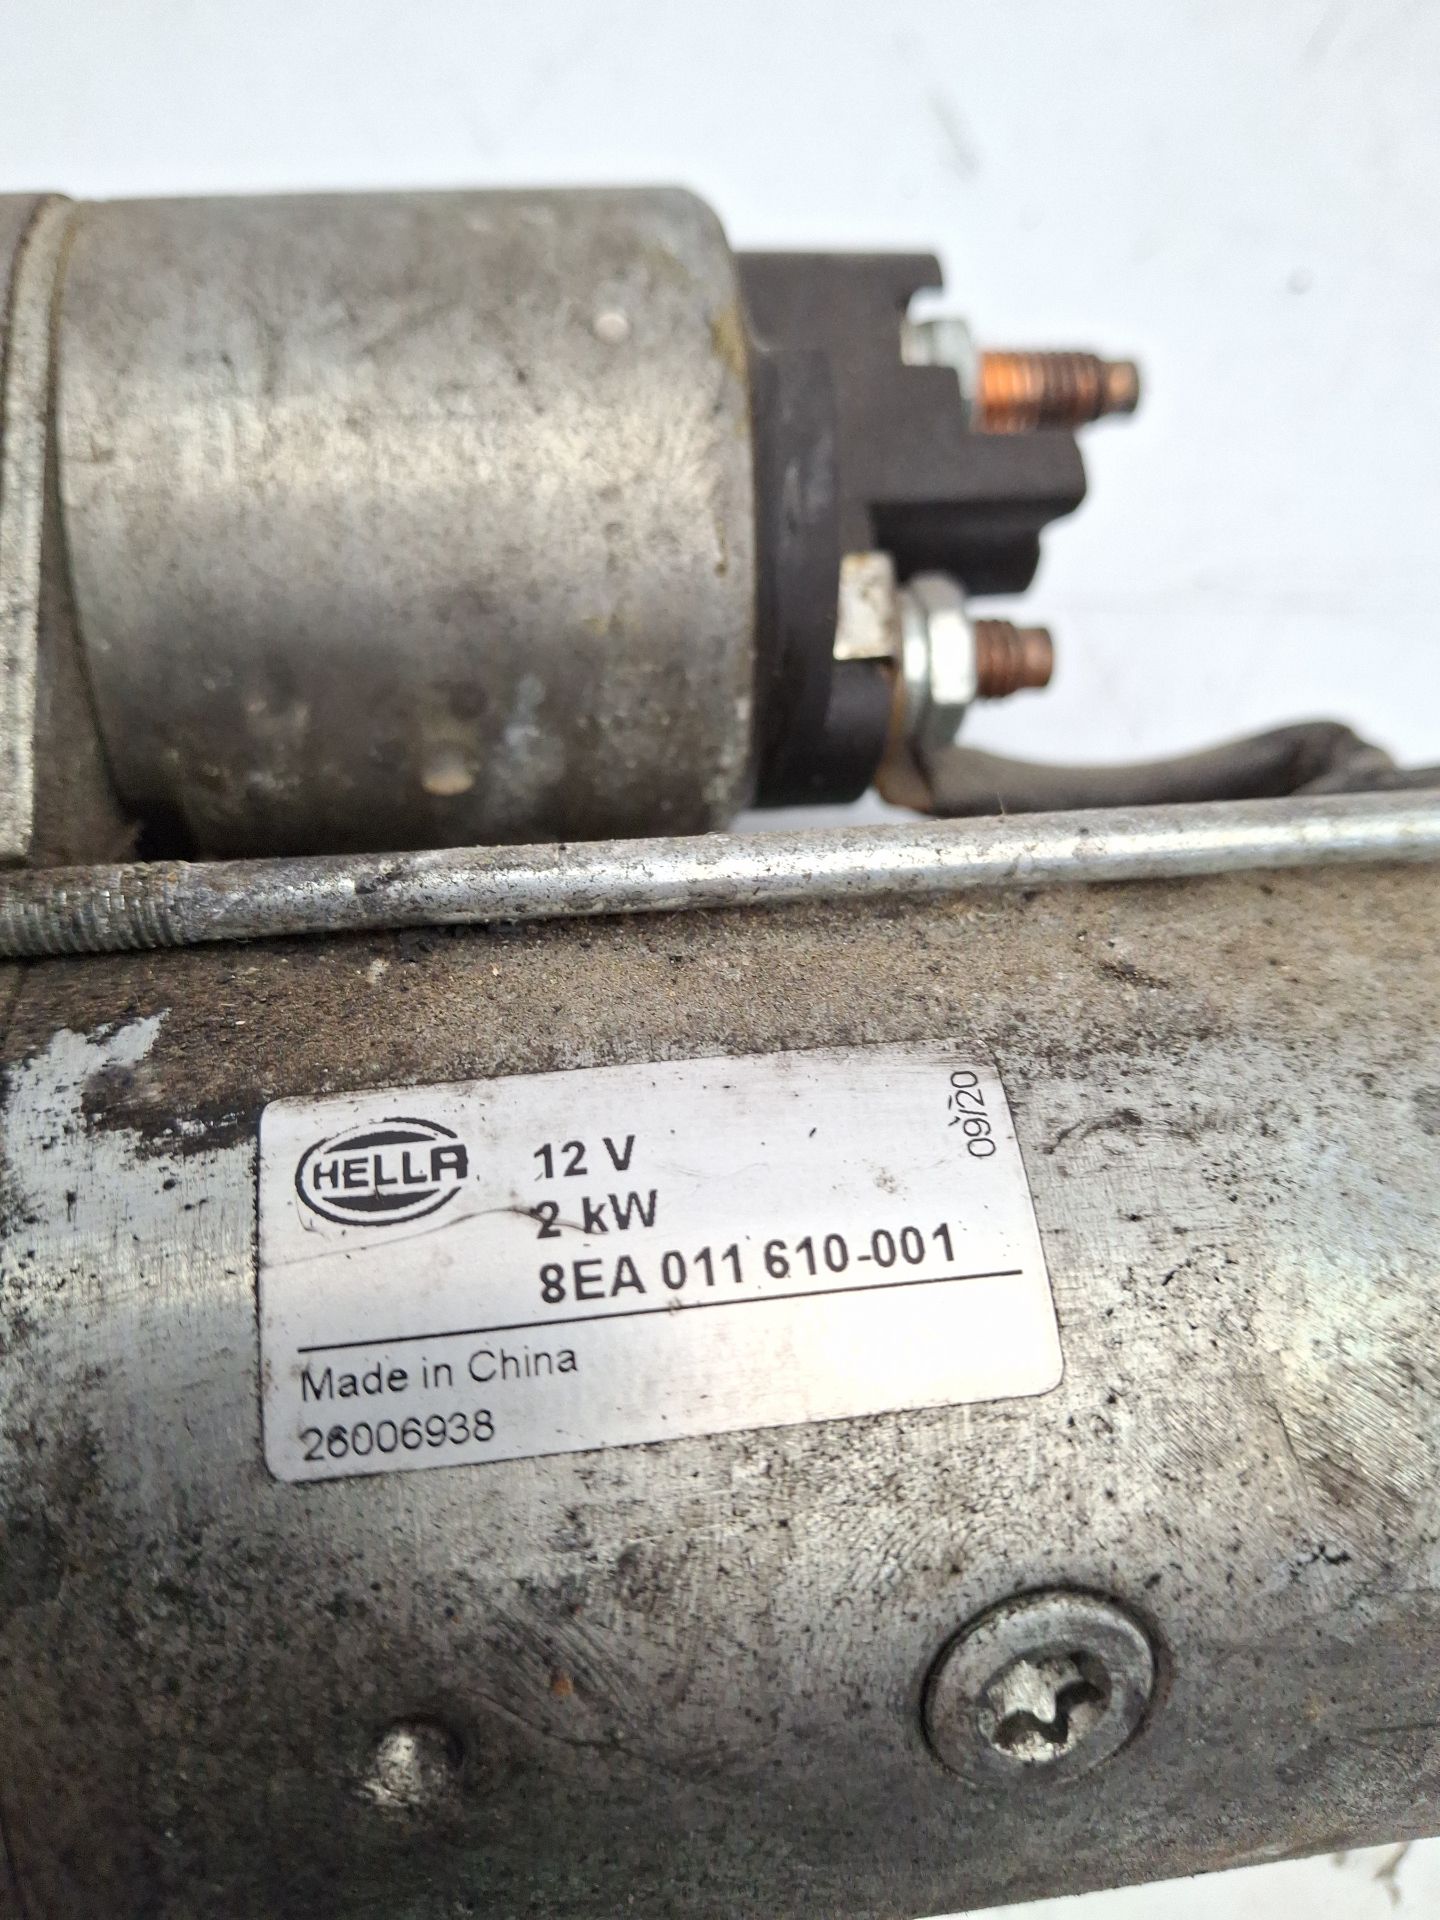 HELLA
12 V
2 kW
8EA 011 610-001
09/20
Made in China
26006938